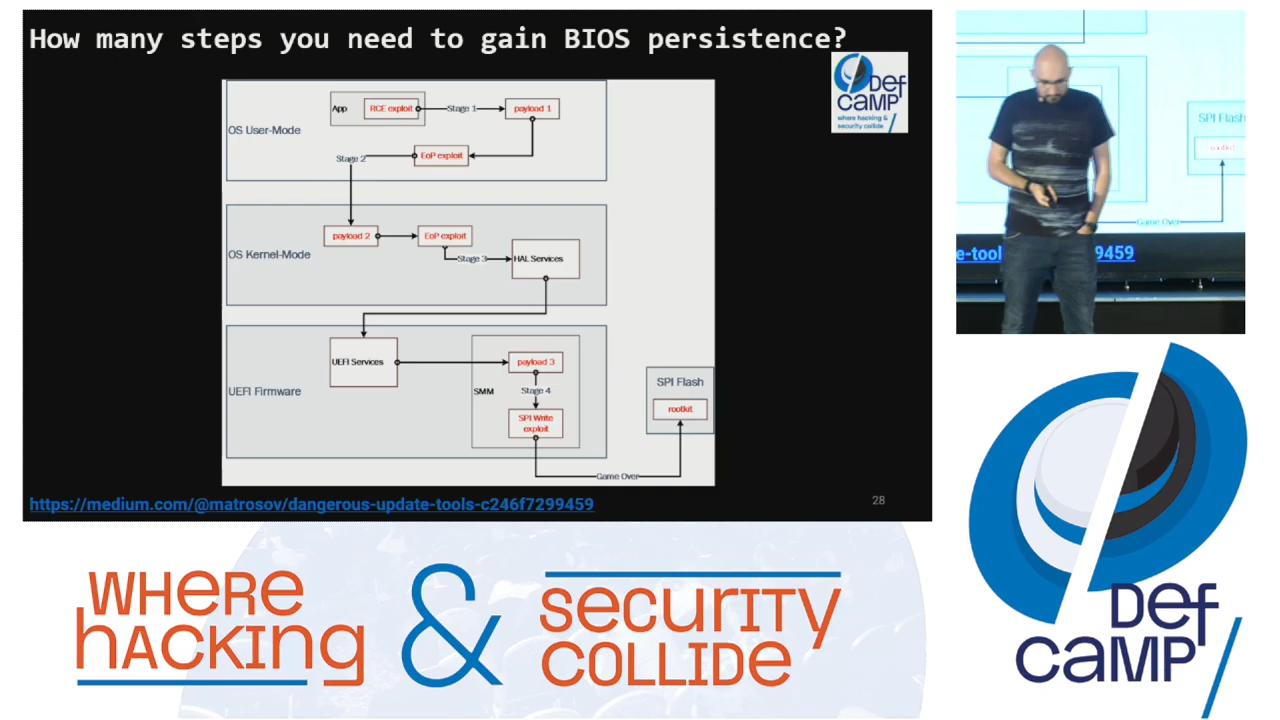 How many steps you need to gain BIOS persistence?
DefCAMP
where hacking &
security collide
OS User-Mode
App
RCE exploit
Stage 1
payload 1
Stage 2
EoP exploit
OS Kernel-Mode
payload 2
EoP exploit
Stage 3
HAL Services
UEFI Firmware
UEFI Services
SMM
payload 3
Stage 4
SPI Write
exploit
SPI Flash
rootkit
Game Over
https://medium.com/@matrosov/dangerous-update-tools-c246f7299459
28
SPI Flash
rootkit
Game Over
e-tool
9459
WHERE
hACKING
&
SECURITY
COLLIDE
DEF
CAMP